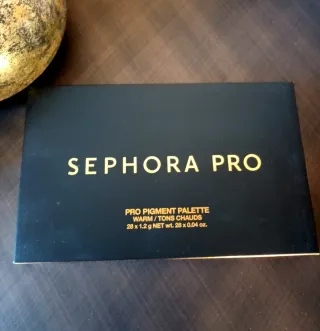 SEPHORA PRO
PRO PIGMENT PALETTE
WARM / TONS CHAUDS
28 x 1.2 g NET wt. 28 x 0.04 oz.